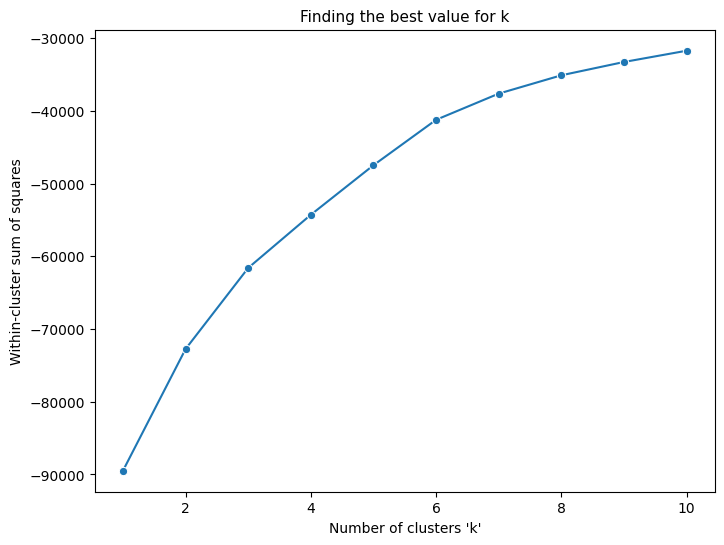 Finding the best value for k
−30000
−40000
−50000
−60000
−70000
−80000
−90000
Within-cluster sum of squares
2 4 6 8 10
Number of clusters 'k'